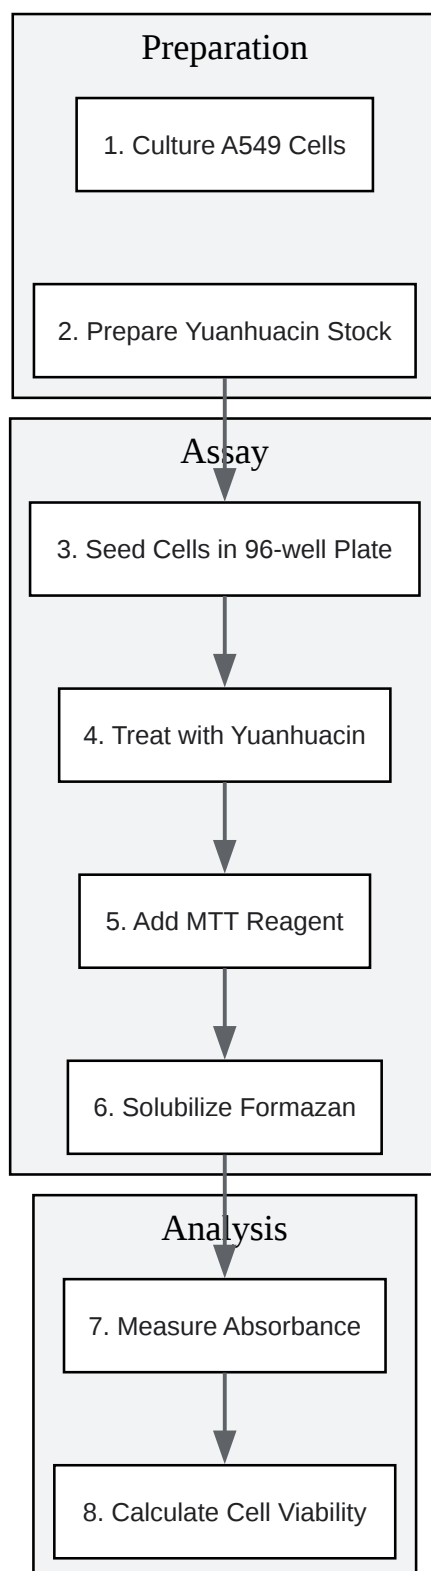 Preparation
1. Culture A549 Cells
2. Prepare Yuanhuacin Stock
Assay
3. Seed Cells in 96-well Plate
4. Treat with Yuanhuacin
5. Add MTT Reagent
6. Solubilize Formazan
Analysis
7. Measure Absorbance
8. Calculate Cell Viability